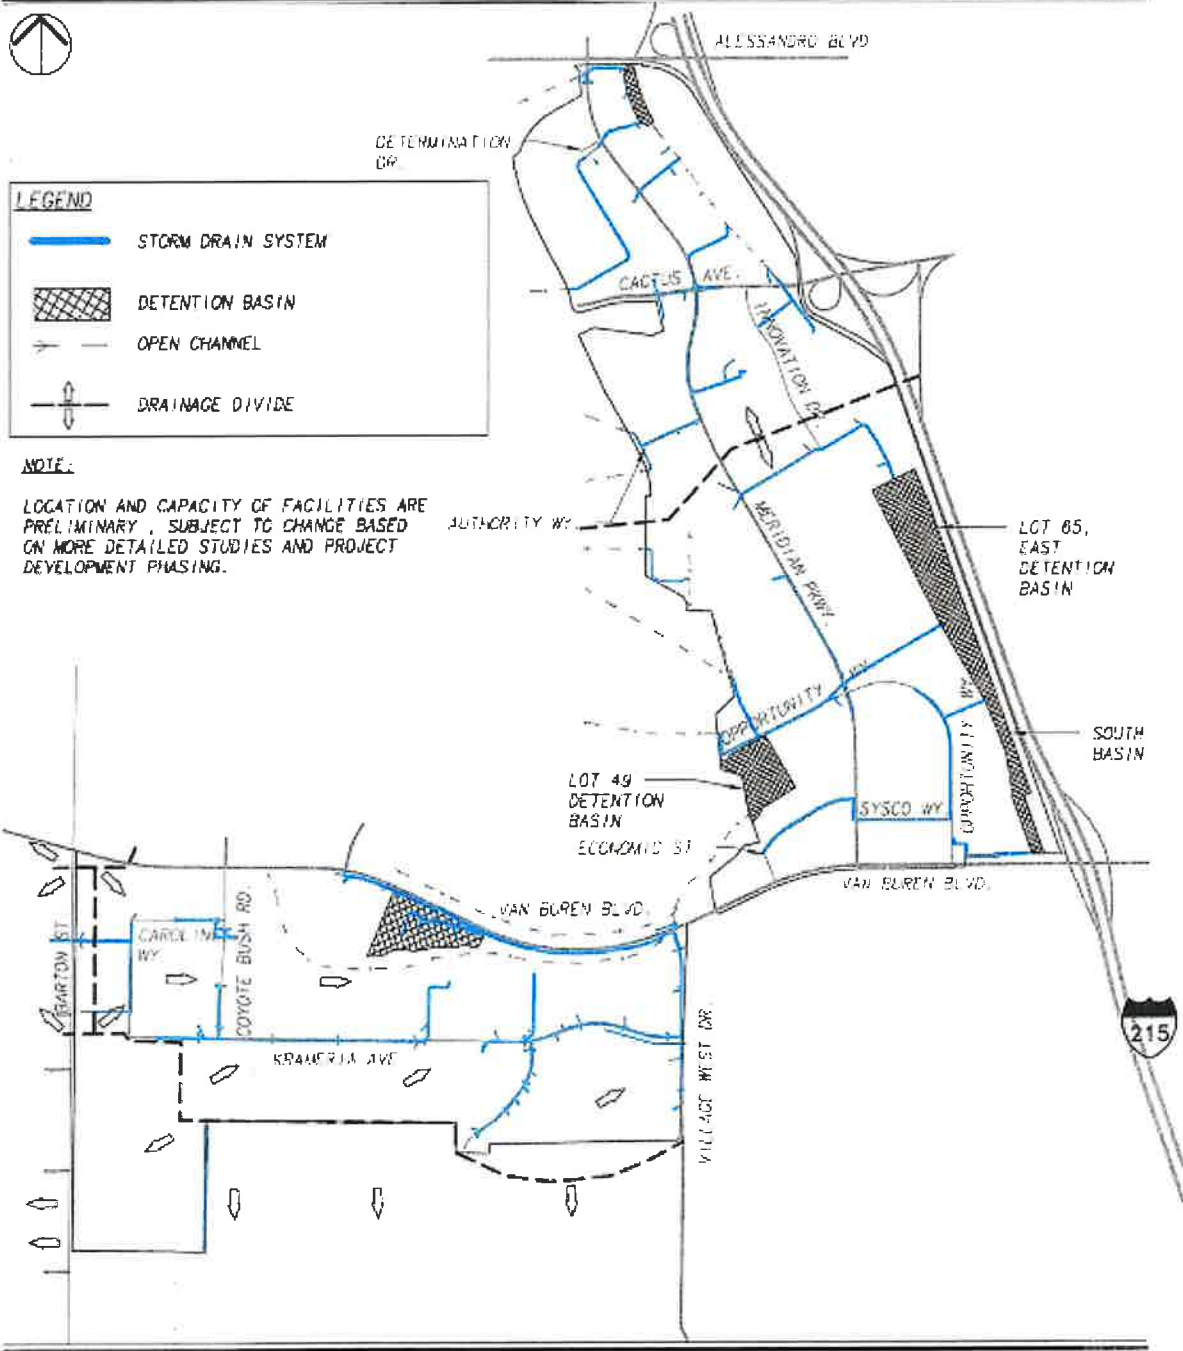 ALESSANDRO BLVD
DETERMINATION
DR.
LEGEND
STORM DRAIN SYSTEM
DETENTION BASIN
OPEN CHANNEL
DRAINAGE DIVIDE
CACTUS AVE.
INNOVATION DR.
NOTE:
LOCATION AND CAPACITY OF FACILITIES ARE
PRELIMINARY , SUBJECT TO CHANGE BASED
ON MORE DETAILED STUDIES AND PROJECT
DEVELOPMENT PHASING.
AUTHORITY WY.
MERIDIAN PKWY.
LOT 65,
EAST
DETENTION
BASIN
OPPORTUNITY WY.
OPPORTUNITY WY
SOUTH
BASIN
LOT 49
DETENTION
BASIN
SYSCO WY
ECONOMIC ST
VAN BUREN BLVD.
VAN BUREN BLVD.
BARTON ST
CAROLINE
WY
COYOTE BUSH RD.
KRAMERIA AVE
VILLAGE WEST DR.
215